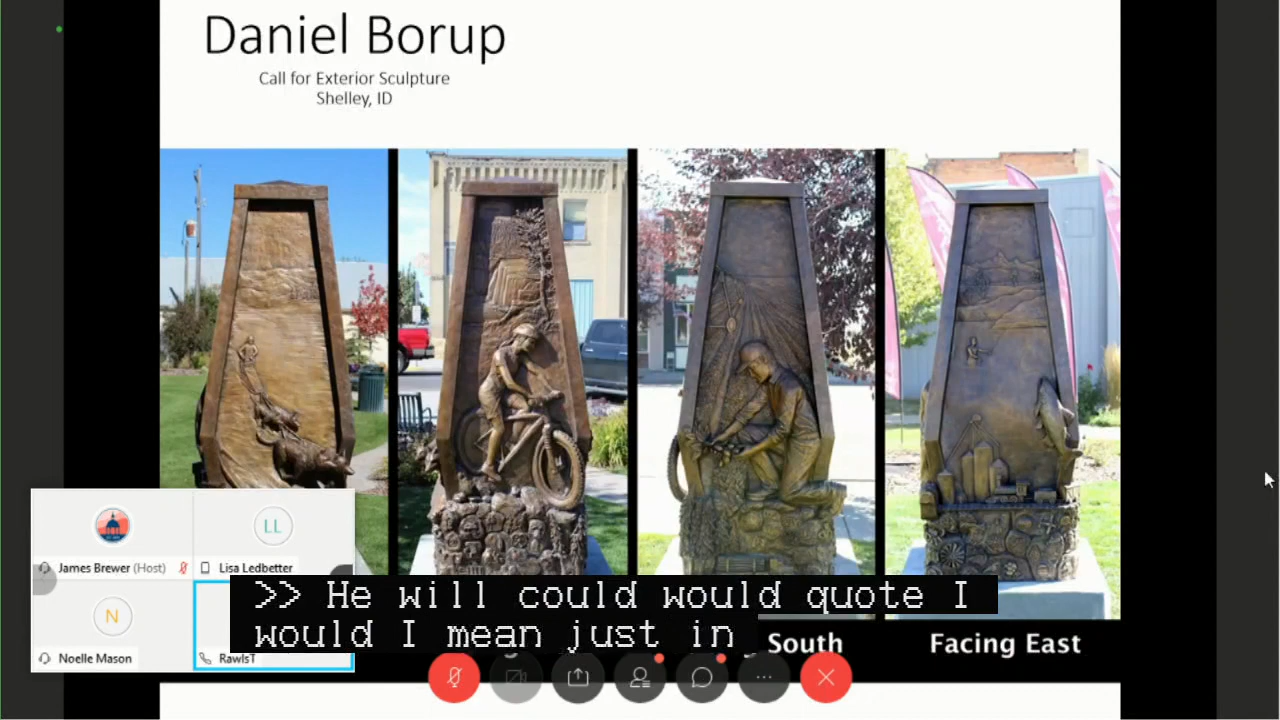 Daniel Borup
Call for Exterior Sculpture
Shelley, ID
James Brewer (Host)
LL
Lisa Ledbetter
N
Noelle Mason
RawlsT
>> He will could would quote I
would I mean just in
South
Facing East